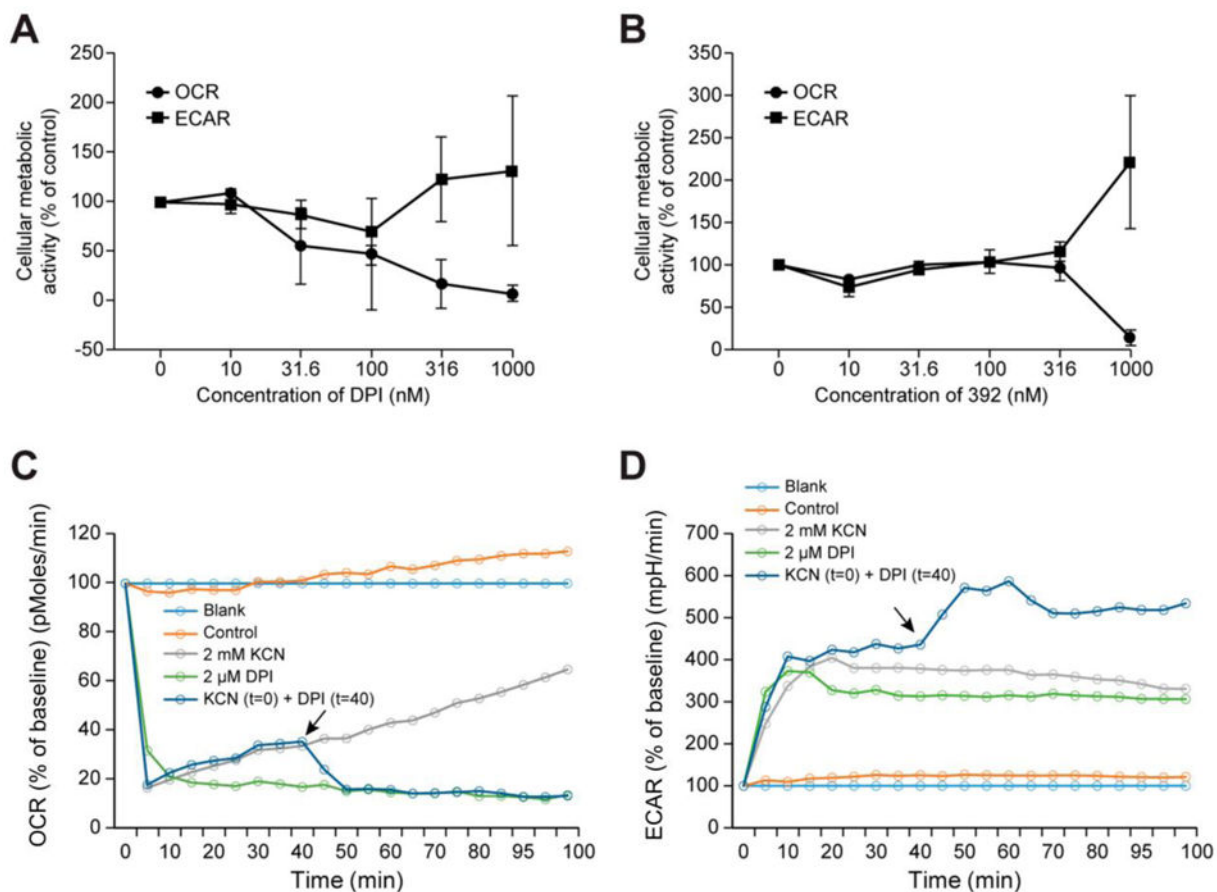 A
Cellular metabolic
activity (% of control)
250
200
150
100
50
0
-50
OCR
ECAR
0 10 31.6 100 316 1000
Concentration of DPI (nM)
B
Cellular metabolic
activity (% of control)
350
300
250
200
150
100
50
0
OCR
ECAR
0 10 31.6 100 316 1000
Concentration of 392 (nM)
C
OCR (% of baseline) (pMoles/min)
120
100
80
60
40
20
0
Blank
Control
2 mM KCN
2 μM DPI
KCN (t=0) + DPI (t=40)
0 10 20 30 40 50 60 70 80 95 100
Time (min)
D
ECAR (% of baseline) (mpH/min)
Blank
Control
2 mM KCN
2 μM DPI
KCN (t=0) + DPI (t=40)
700
600
500
400
300
200
100
0
0 10 20 30 40 50 60 70 80 95 100
Time (min)